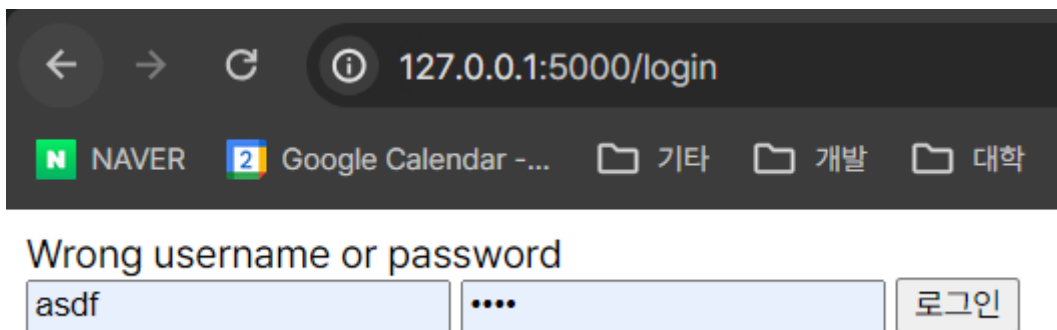 127.0.0.1:5000/login
N NAVER 2 Google Calendar -... 기타 개발 대학
Wrong username or password
asdf •••• 로그인